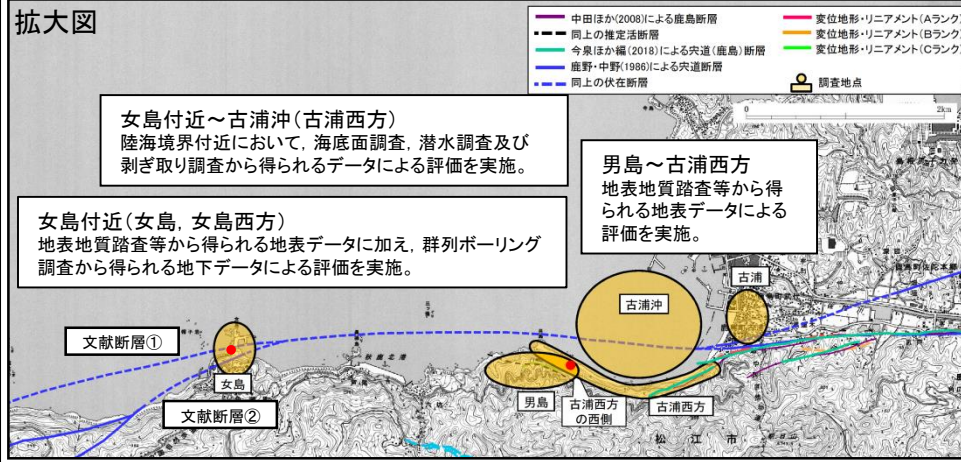 拡大図
中田ほか(2008)による鹿島断層
同上の推定活断層
今泉ほか編(2018)による宍道(鹿島)断層
鹿野・中野(1986)による宍道断層
同上の伏在断層
変位地形・リニアメント(Aランク)
変位地形・リニアメント(Bランク)
変位地形・リニアメント(Cランク)
調査地点
0
2km
女島付近~古浦沖(古浦西方)
陸海境界付近において, 海底面調査, 潜水調査及び
剥ぎ取り調査から得られるデータによる評価を実施。
男島~古浦西方
地表地質踏査等から得
られる地表データによる
評価を実施。
女島付近(女島, 女島西方)
地表地質踏査等から得られる地表データに加え, 群列ボーリング
調査から得られる地下データによる評価を実施。
古浦
古浦沖
文献断層①
女島
文献断層②
男島
古浦西方
の西側
古浦西方
松江市